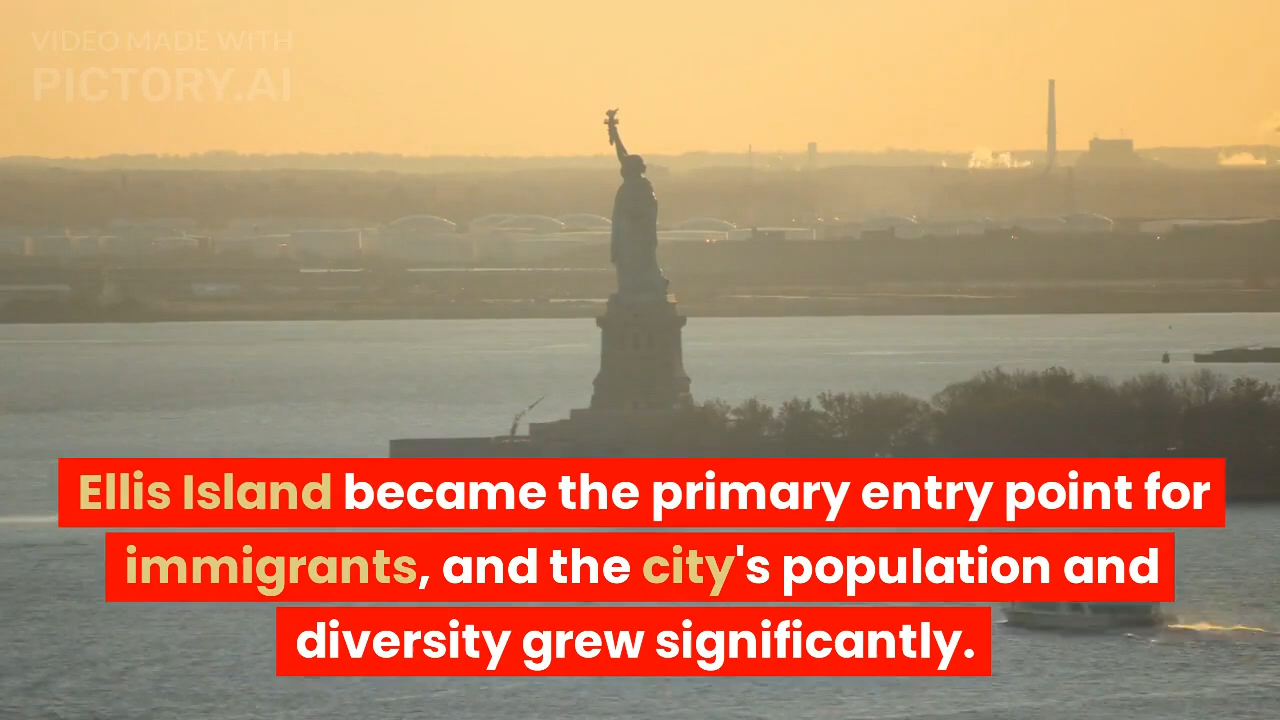 VIDEO MADE WITH
PICTORY.AI
Ellis Island became the primary entry point for
immigrants, and the city's population and
diversity grew significantly.